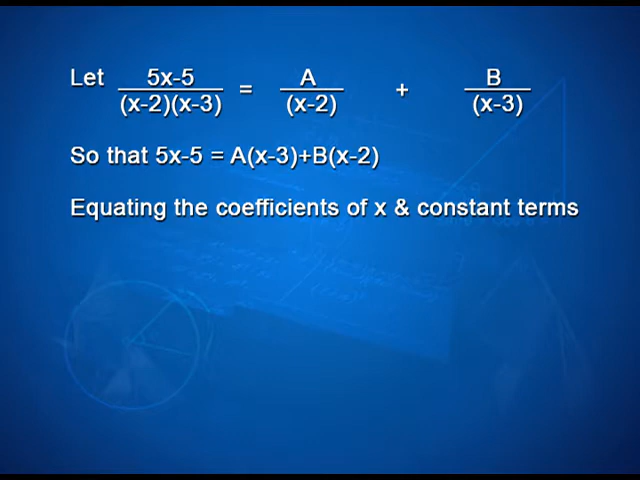 Let 5x-5 / (x-2)(x-3) = A / (x-2) + B / (x-3)
So that 5x-5 = A(x-3)+B(x-2)
Equating the coefficients of x & constant terms